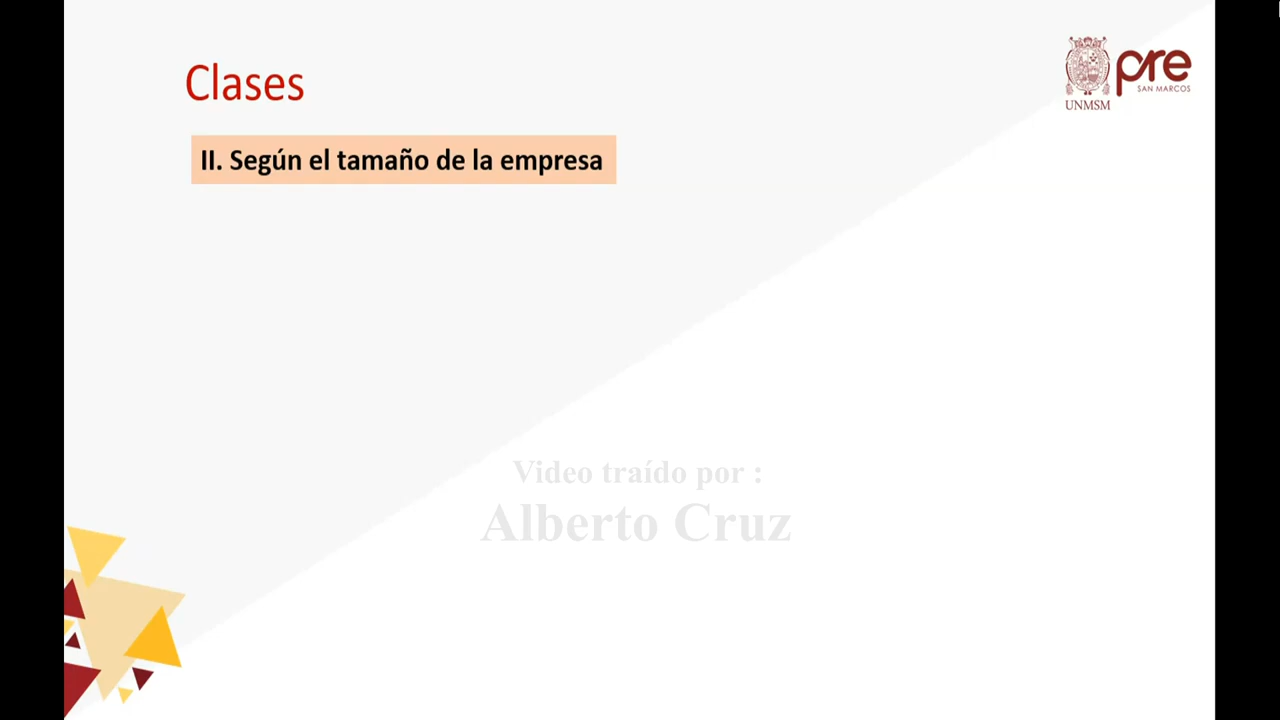 Clases
pre
SAN MARCOS
UNMSM
II. Según el tamaño de la empresa
Video traído por :
Alberto Cruz